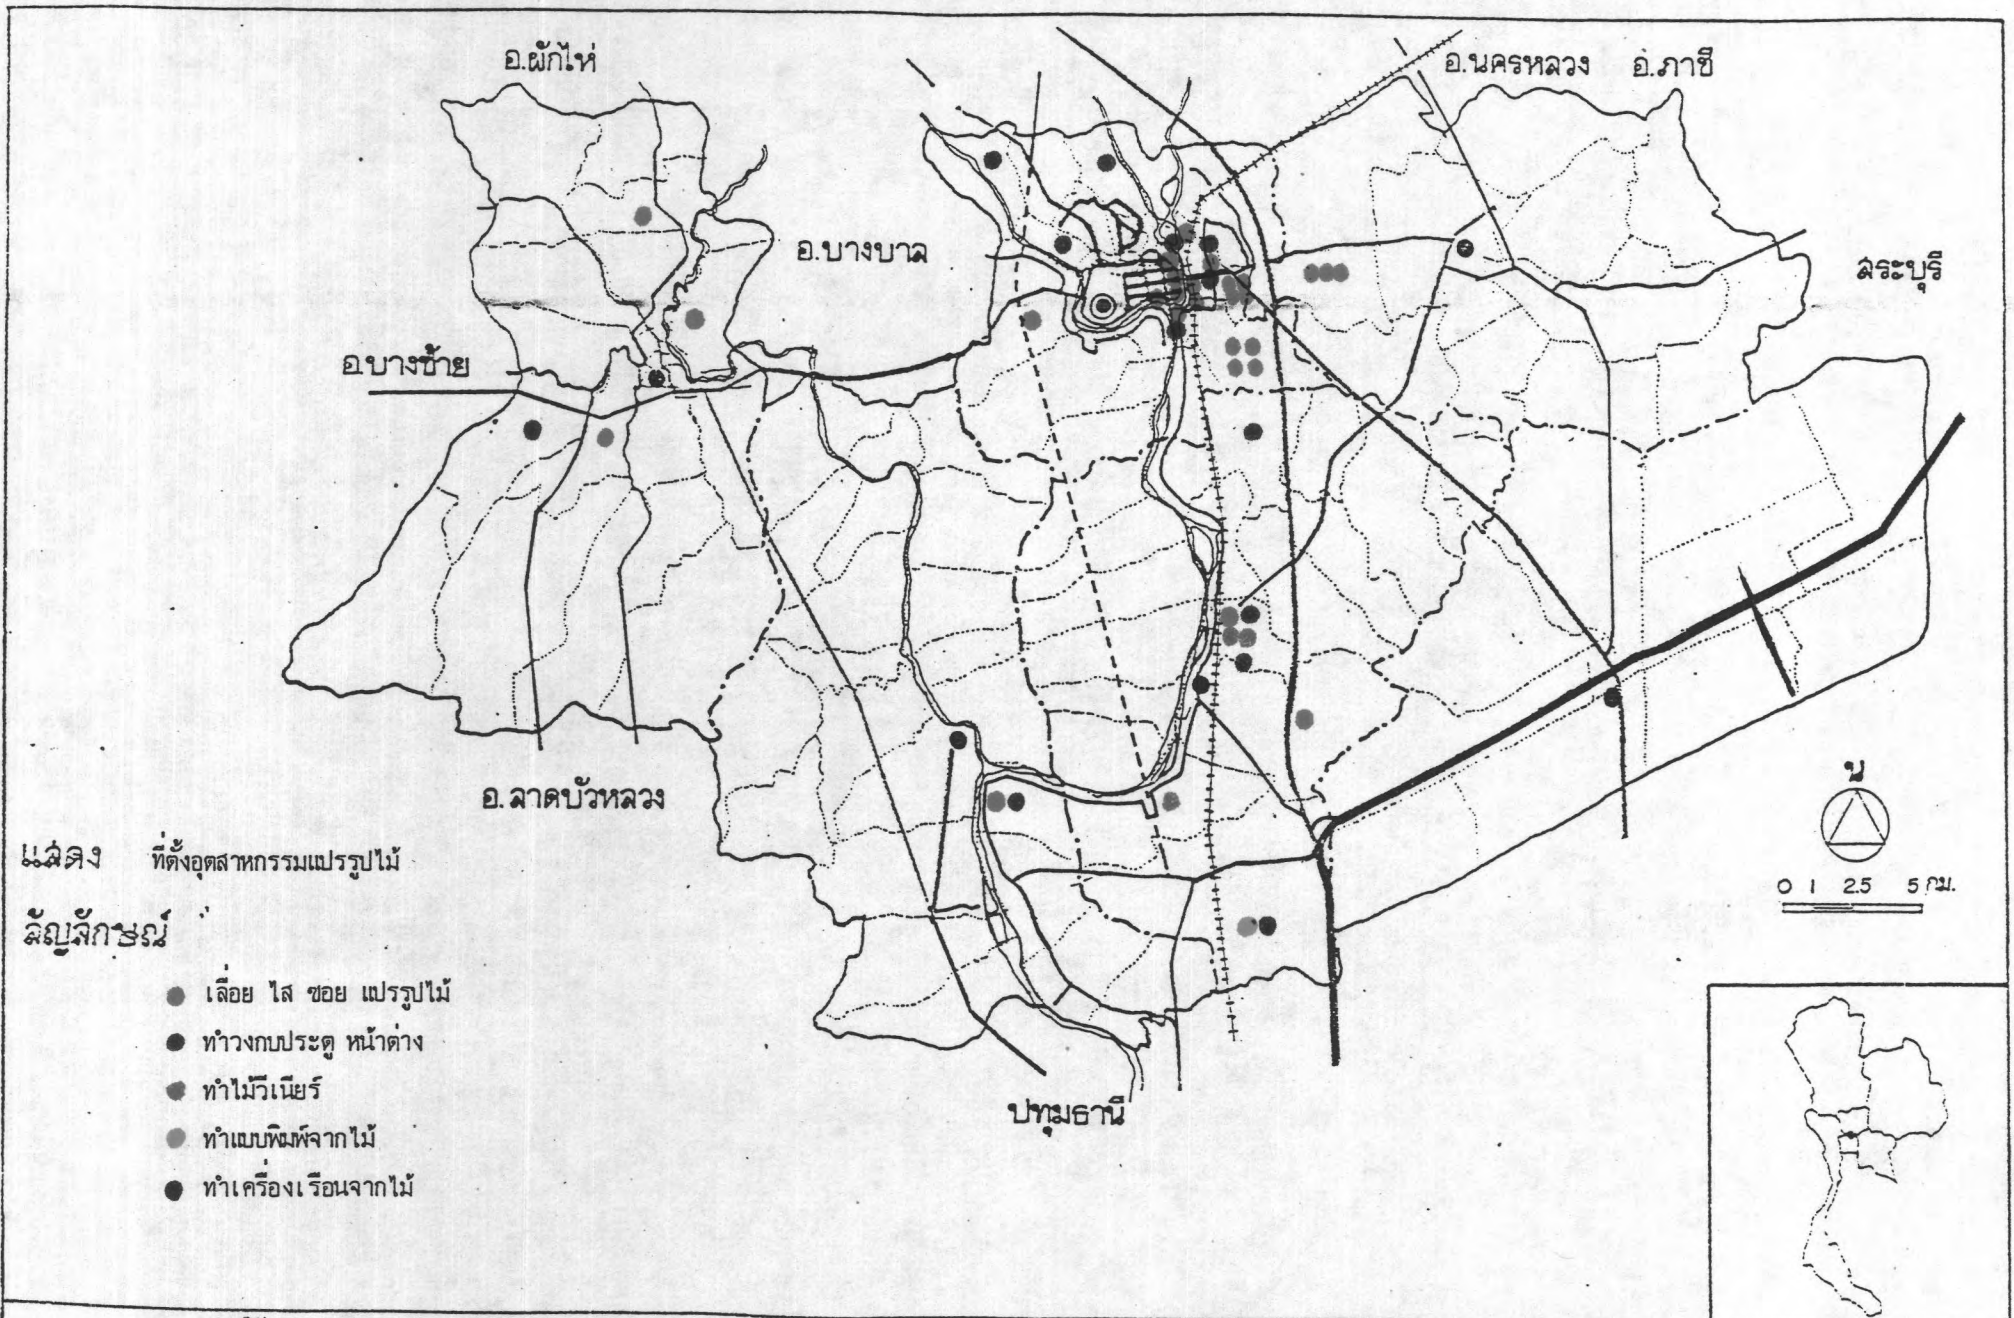 อ.ผักไห่
อ.นครหลวง อ.ภาชี
อ.บางบาล
สระบุรี
อ.บางซ้าย
อ.ลาดบัวหลวง
น
0 1 2.5 5 กม.
แสดง ที่ตั้งอุตสาหกรรมแปรรูปไม้
สัญลักษณ์
เลื่อย ไส ซอย แปรรูปไม้
ทำวงกบประตู หน้าต่าง
ทำไม้วีเนียร์
ทำแบบพิมพ์จากไม้
ทำเครื่องเรือนจากไม้
ปทุมธานี